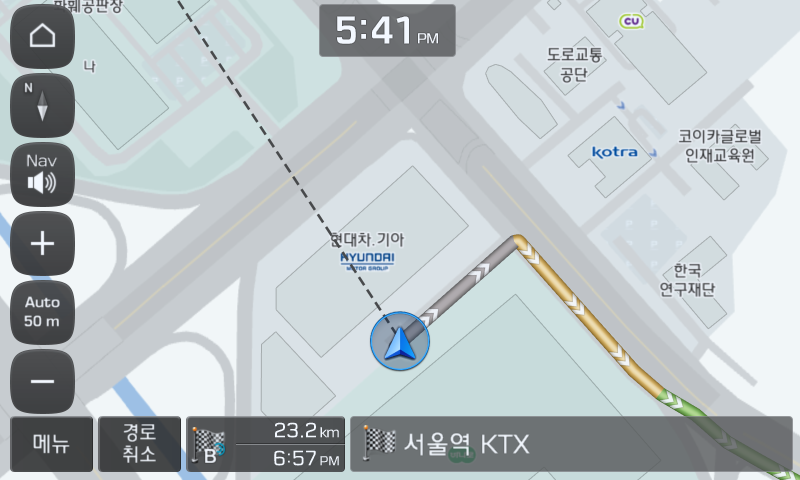 화훼공판장
5:41 PM
CU
나
도로교통
공단
N
Nav
kotra
코이카글로벌
인재교육원
현대차.기아
HYUNDAI
MOTOR GROUP
한국
연구재단
Auto
50 m
메뉴
경로
취소
B
23.2 km
6:57 PM
서울역 KTX